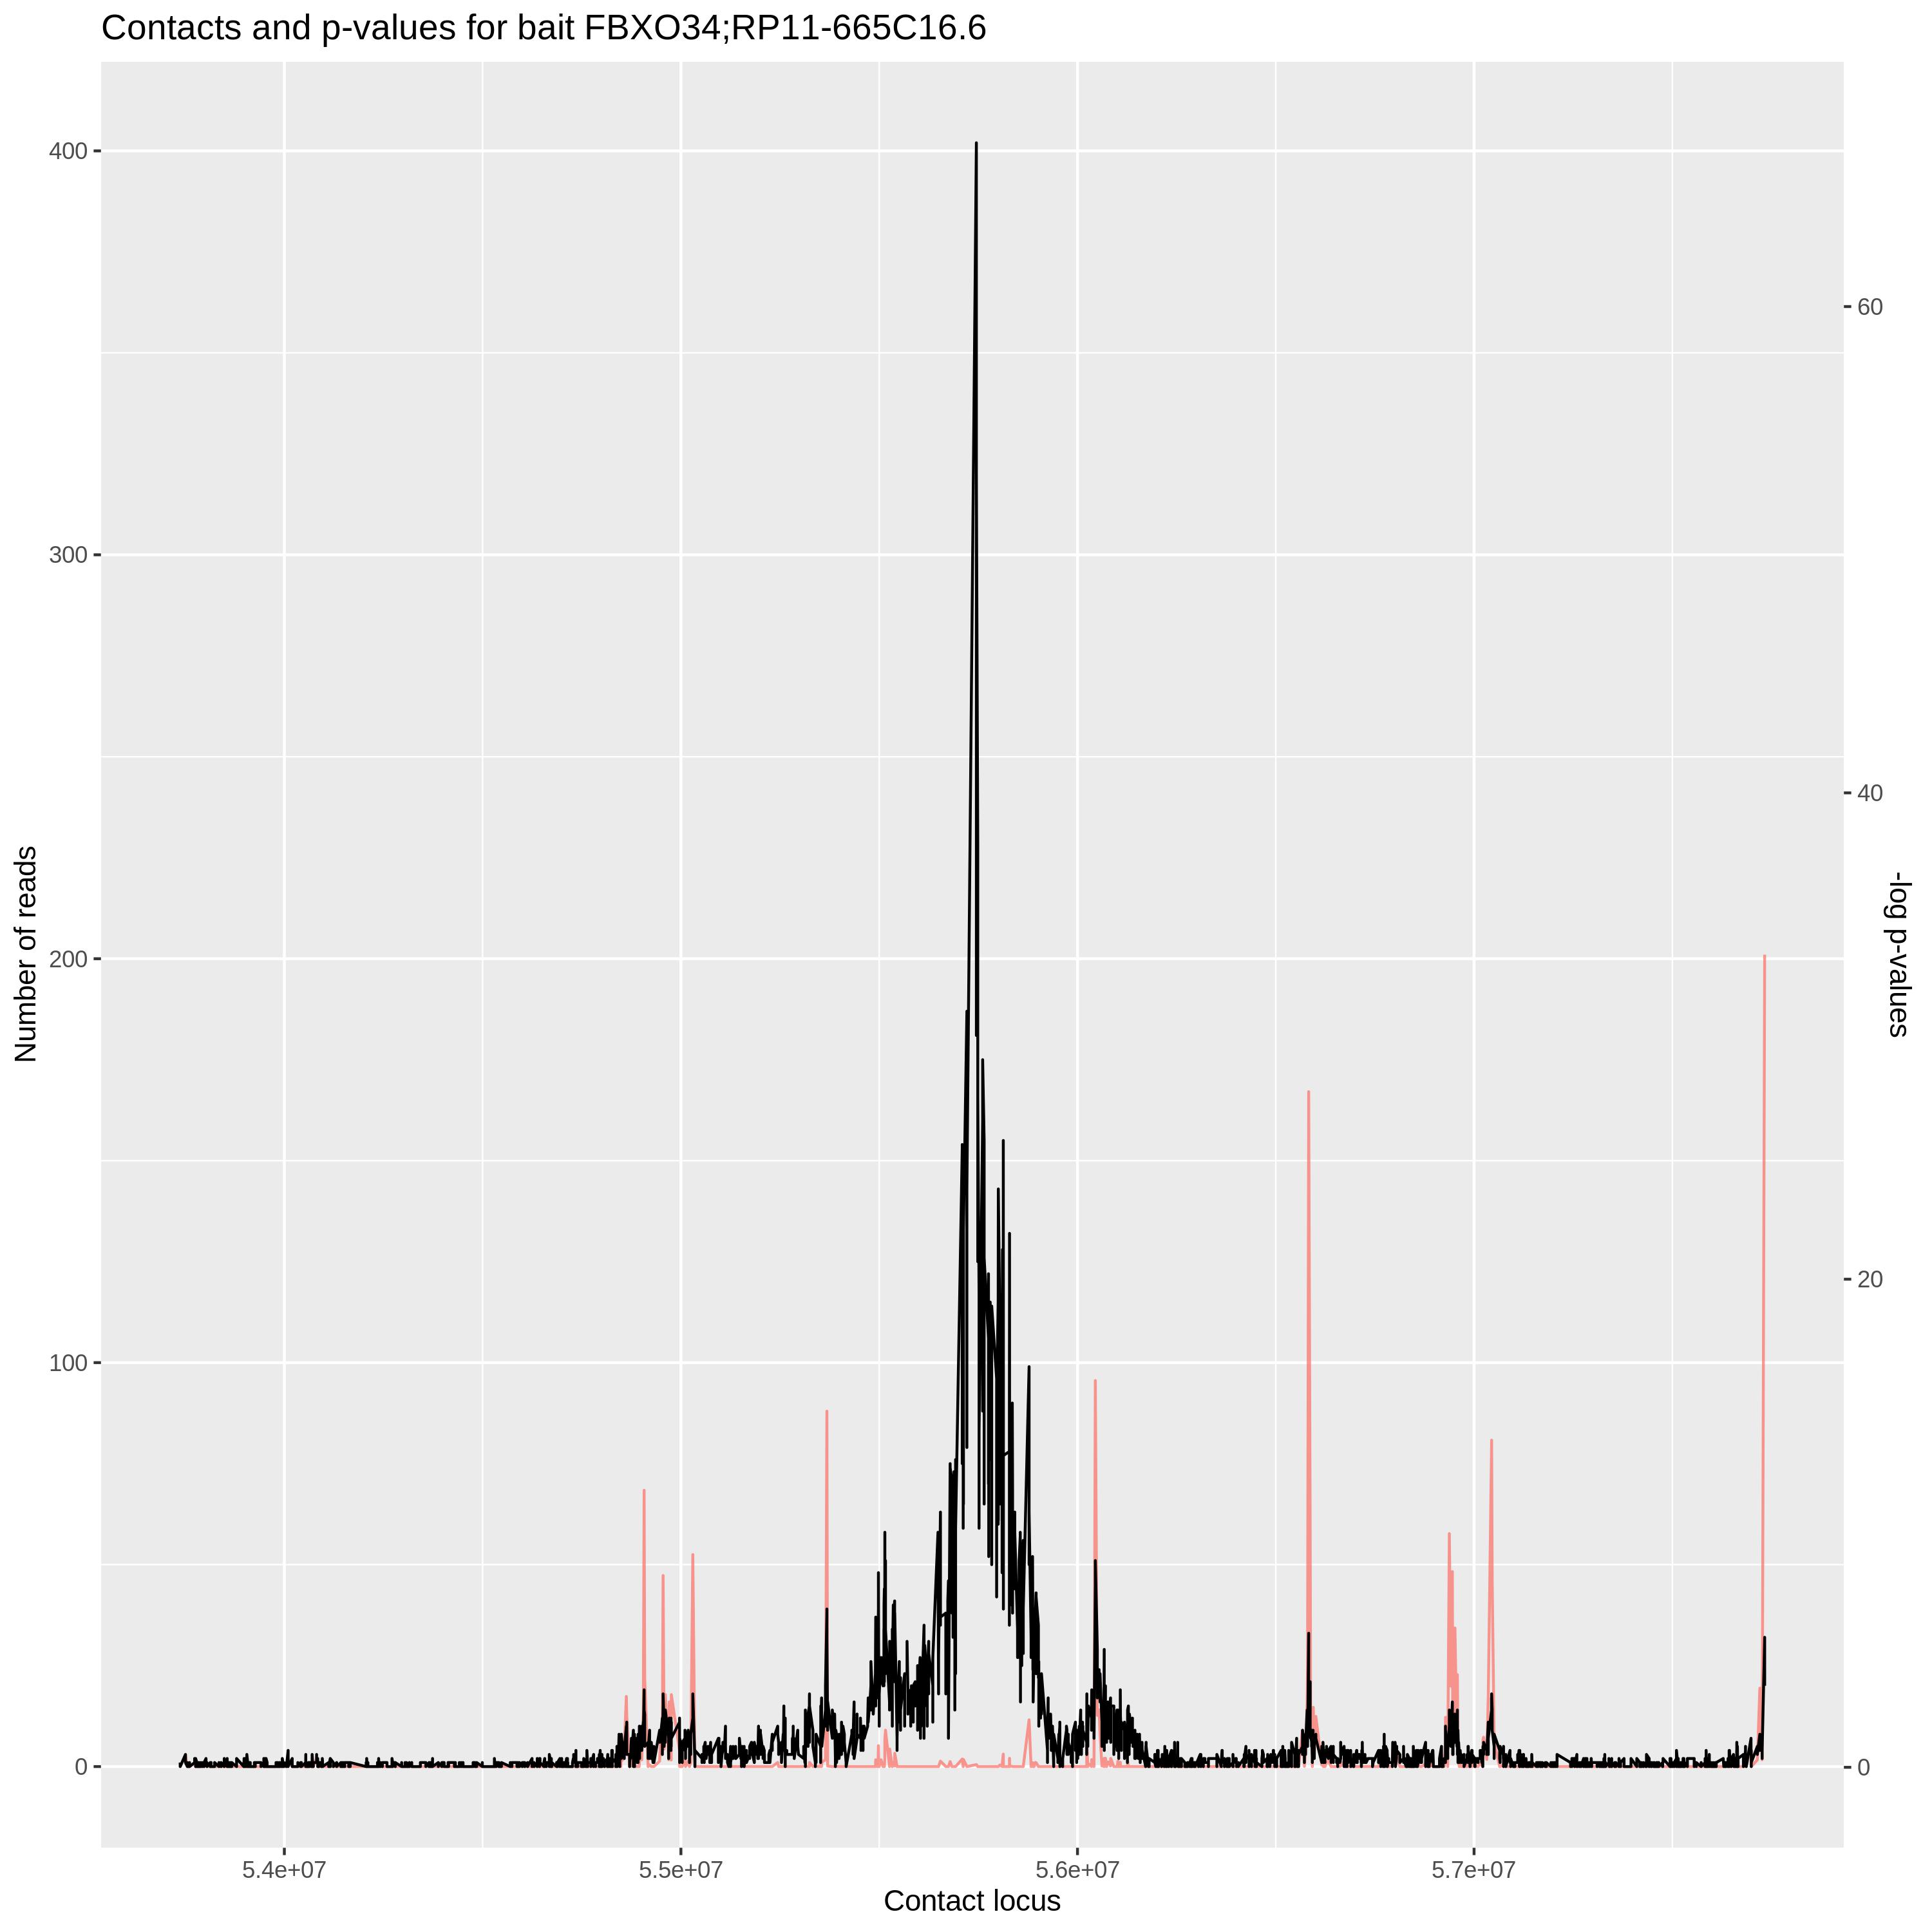 Contacts and p-values for bait FBXO34;RP11-665C16.6
400
300
200
100
0
Number of reads
60
40
20
0
-log p-values
5.4e+07
5.5e+07
5.6e+07
5.7e+07
Contact locus